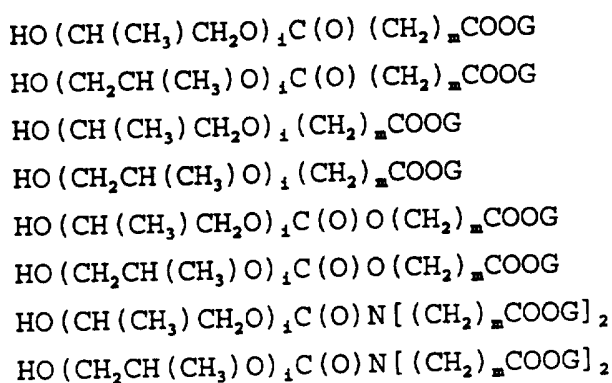 HO(CH(CH₃)CH₂O)ᵢC(O)(CH₂)ₘCOOG
HO(CH₂CH(CH₃)O)ᵢC(O)(CH₂)ₘCOOG
HO(CH(CH₃)CH₂O)ᵢ(CH₂)ₘCOOG
HO(CH₂CH(CH₃)O)ᵢ(CH₂)ₘCOOG
HO(CH(CH₃)CH₂O)ᵢC(O)O(CH₂)ₘCOOG
HO(CH₂CH(CH₃)O)ᵢC(O)O(CH₂)ₘCOOG
HO(CH(CH₃)CH₂O)ᵢC(O)N[(CH₂)ₘCOOG]₂
HO(CH₂CH(CH₃)O)ᵢC(O)N[(CH₂)ₘCOOG]₂